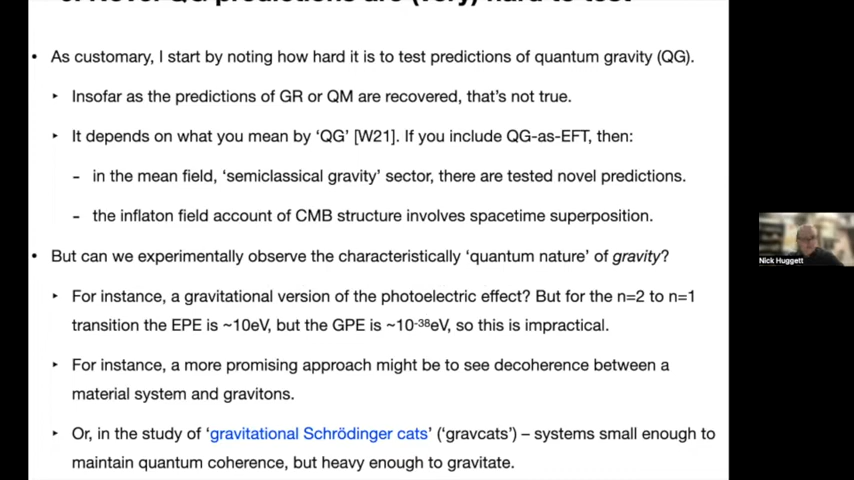 3. Novel QG predictions are (very) hard to test
• As customary, I start by noting how hard it is to test predictions of quantum gravity (QG).
‣ Insofar as the predictions of GR or QM are recovered, that’s not true.
‣ It depends on what you mean by ‘QG’ [W21]. If you include QG-as-EFT, then:
- in the mean field, ‘semiclassical gravity’ sector, there are tested novel predictions.
- the inflaton field account of CMB structure involves spacetime superposition.
• But can we experimentally observe the characteristically ‘quantum nature’ of gravity?
‣ For instance, a gravitational version of the photoelectric effect? But for the n=2 to n=1
transition the EPE is ~10eV, but the GPE is ~10⁻³⁸eV, so this is impractical.
‣ For instance, a more promising approach might be to see decoherence between a
material system and gravitons.
‣ Or, in the study of ‘gravitational Schrödinger cats’ (‘gravcats’) – systems small enough to
maintain quantum coherence, but heavy enough to gravitate.
Nick Huggett